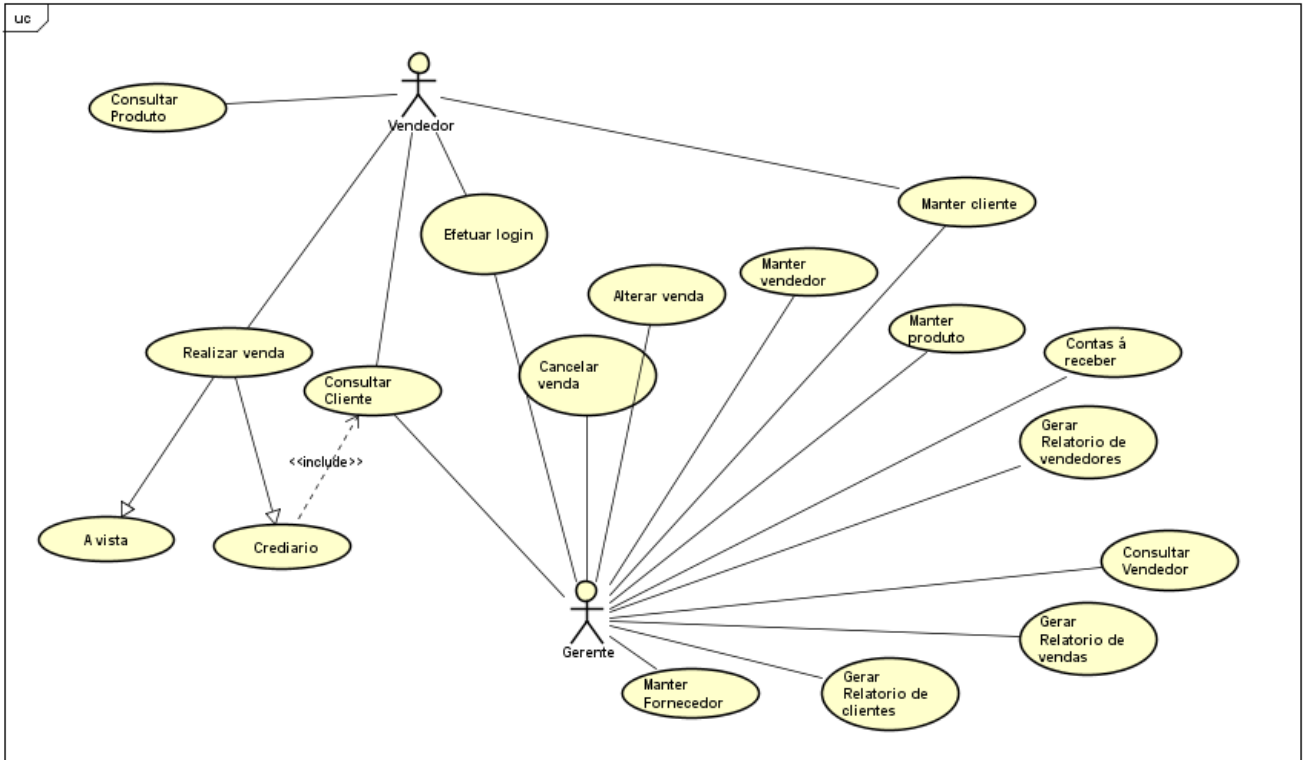 uc
Consultar
Produto
Vendedor
Manter cliente
Efetuar login
Manter
vendedor
Alterar venda
Manter
produto
Contas á
receber
Realizar venda
Consultar
Cliente
Cancelar
venda
Gerar
Relatorio de
vendedores
<<include>>
A vista
Crediario
Consultar
Vendedor
Gerar
Relatorio de
vendas
Gerente
Manter
Fornecedor
Gerar
Relatorio de
clientes